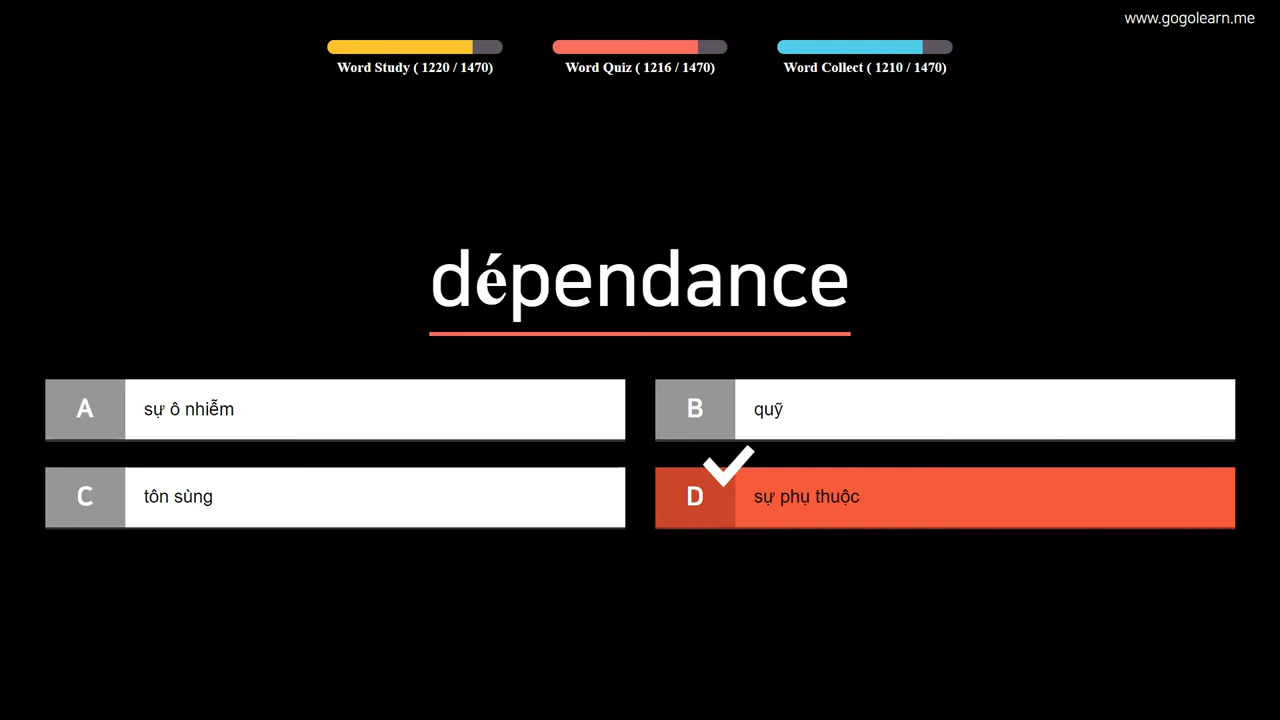 www.gogolearn.me
Word Study ( 1220 / 1470)
Word Quiz ( 1216 / 1470)
Word Collect ( 1210 / 1470)
dépendance
A sự ô nhiễm
B quỹ
C tôn sùng
D sự phụ thuộc